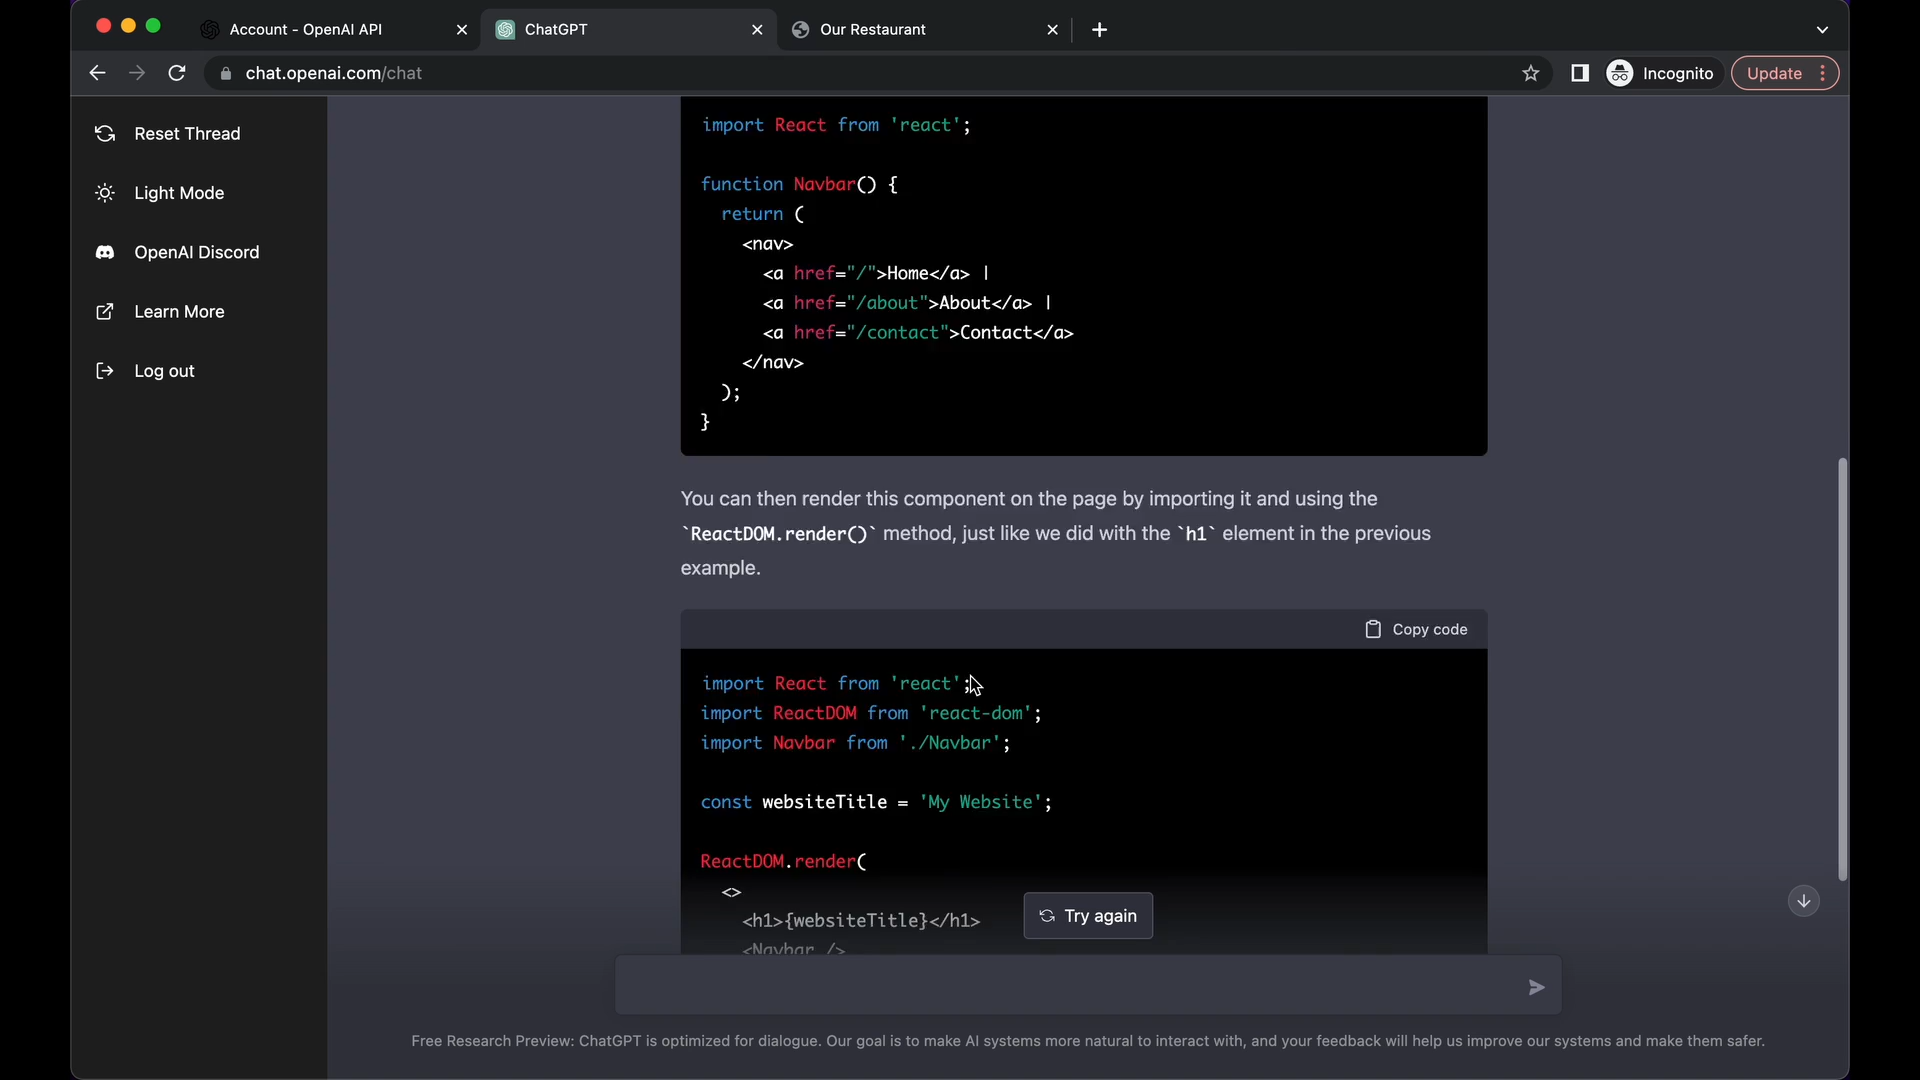 Account - OpenAI API
ChatGPT
Our Restaurant
chat.openai.com/chat
Incognito
Update
Reset Thread
Light Mode
OpenAI Discord
Learn More
Log out
import React from 'react';
function Navbar() {
return (
<nav>
<a href="/">Home</a> |
<a href="/about">About</a> |
<a href="/contact">Contact</a>
</nav>
);
}
You can then render this component on the page by importing it and using the
`ReactDOM.render()` method, just like we did with the `h1` element in the previous
example.
Copy code
import React from 'react';
import ReactDOM from 'react-dom';
import Navbar from './Navbar';
const websiteTitle = 'My Website';
ReactDOM.render(
<>
<h1>{websiteTitle}</h1>
<Navbar />
Try again
Free Research Preview: ChatGPT is optimized for dialogue. Our goal is to make AI systems more natural to interact with, and your feedback will help us improve our systems and make them safer.